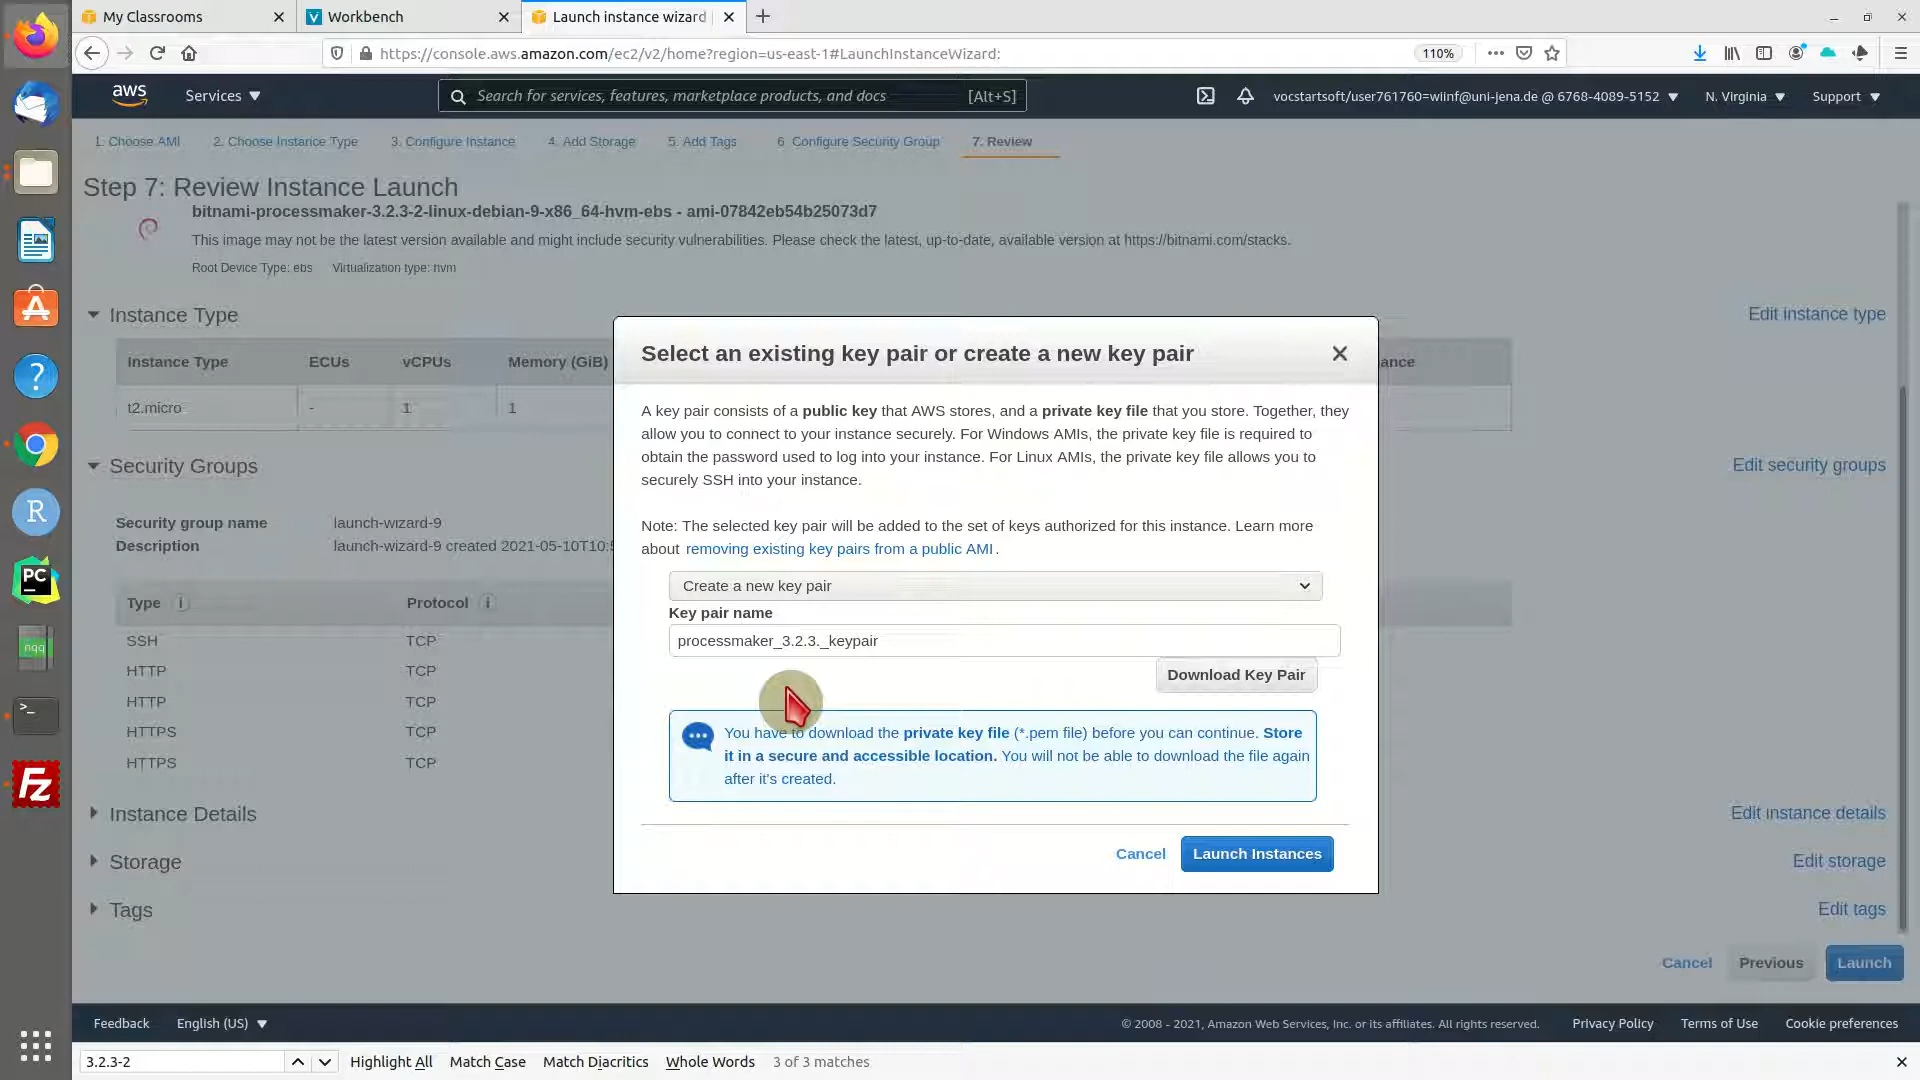 My Classrooms
Workbench
Launch instance wizard
https://console.aws.amazon.com/ec2/v2/home?region=us-east-1#LaunchInstanceWizard:
110%
aws
Services
Search for services, features, marketplace products, and docs
[Alt+S]
vocstartsoft/user761760=wiinf@uni-jena.de @ 6768-4089-5152
N. Virginia
Support
1. Choose AMI
2. Choose Instance Type
3. Configure Instance
4. Add Storage
5. Add Tags
6. Configure Security Group
7. Review
Step 7: Review Instance Launch
bitnami-processmaker-3.2.3-2-linux-debian-9-x86_64-hvm-ebs - ami-07842eb54b25073d7
This image may not be the latest version available and might include security vulnerabilities. Please check the latest, up-to-date, available version at https://bitnami.com/stacks.
Root Device Type: ebs Virtualization type: hvm
Instance Type
Edit instance type
Instance Type
ECUs
vCPUs
Memory (GiB)
ance
t2.micro
-
1
1
Security Groups
Edit security groups
Security group name
launch-wizard-9
Description
launch-wizard-9 created 2021-05-10T10:5
Type
Protocol
SSH
TCP
HTTP
TCP
HTTP
TCP
HTTPS
TCP
HTTPS
TCP
Instance Details
Edit instance details
Storage
Edit storage
Tags
Edit tags
Select an existing key pair or create a new key pair
A key pair consists of a public key that AWS stores, and a private key file that you store. Together, they
allow you to connect to your instance securely. For Windows AMIs, the private key file is required to
obtain the password used to log into your instance. For Linux AMIs, the private key file allows you to
securely SSH into your instance.
Note: The selected key pair will be added to the set of keys authorized for this instance. Learn more
about removing existing key pairs from a public AMI .
Create a new key pair
Key pair name
processmaker_3.2.3._keypair
Download Key Pair
You have to download the private key file (*.pem file) before you can continue. Store
it in a secure and accessible location. You will not be able to download the file again
after it's created.
Cancel
Launch Instances
Cancel
Previous
Launch
Feedback
English (US)
© 2008 - 2021, Amazon Web Services, Inc. or its affiliates. All rights reserved.
Privacy Policy
Terms of Use
Cookie preferences
3.2.3-2
Highlight All
Match Case
Match Diacritics
Whole Words
3 of 3 matches
A
?
R
PC
nqq
>_
FZ